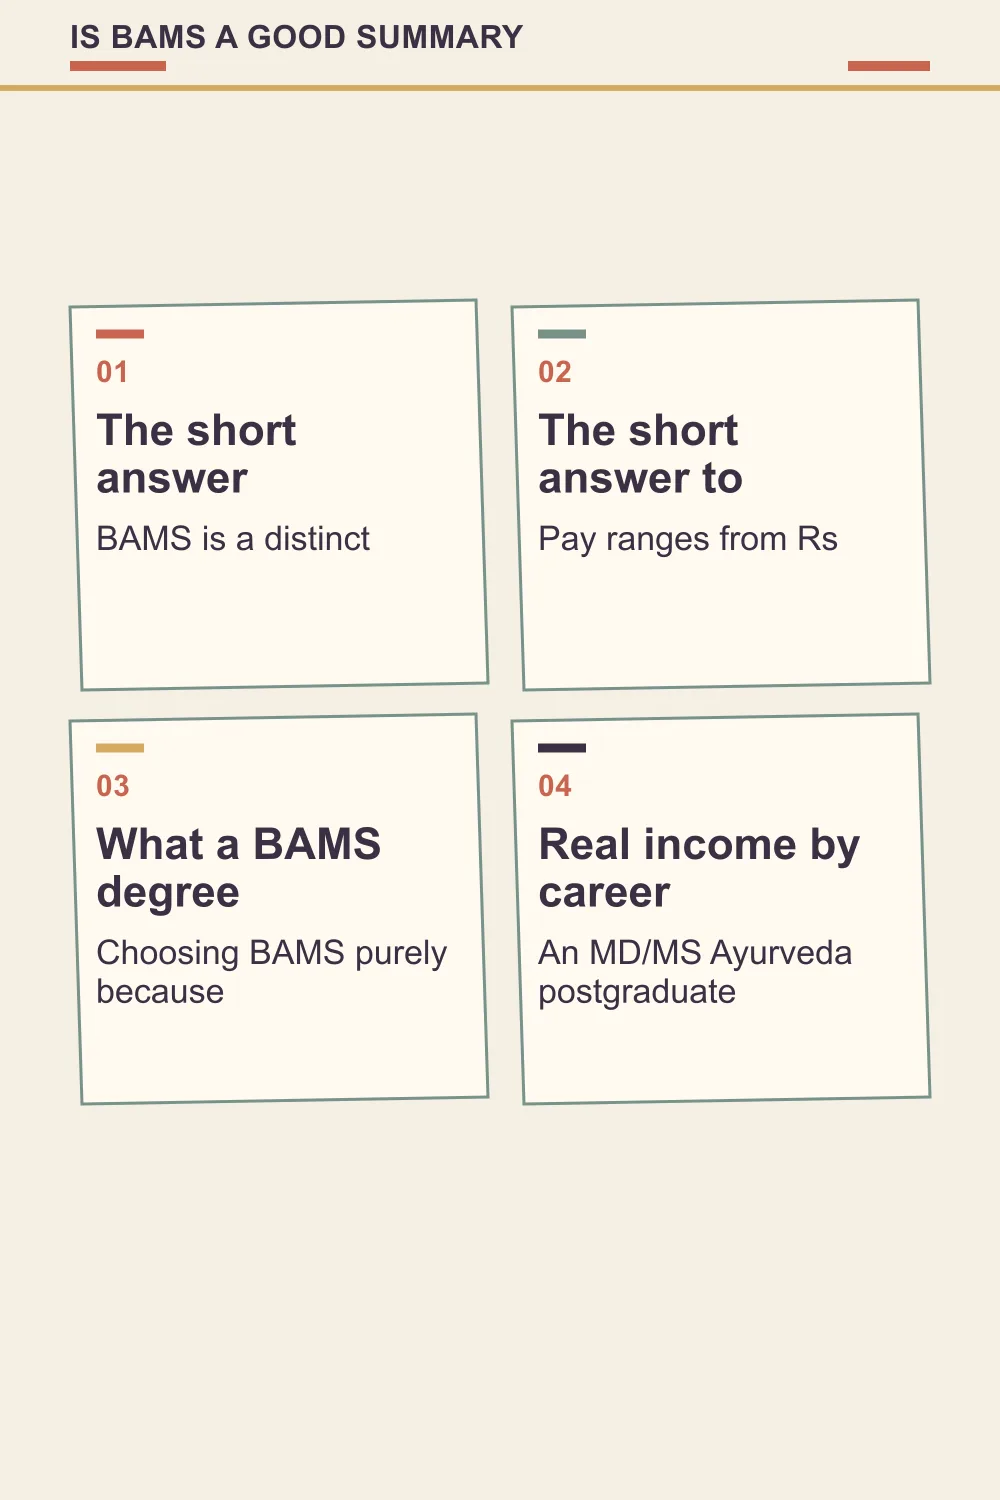 IS BAMS A GOOD SUMMARY
01
The short
answer
BAMS is a distinct
02
The short
answer to
Pay ranges from Rs
03
What a BAMS
degree
Choosing BAMS purely
because
04
Real income by
career
An MD/MS Ayurveda
postgraduate